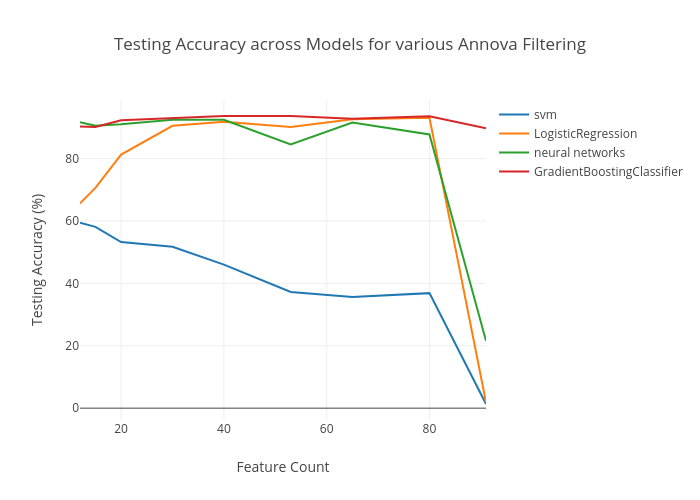 Testing Accuracy across Models for various Annova Filtering
svm
LogisticRegression
neural networks
GradientBoostingClassifier
Testing Accuracy (%)
80
60
40
20
0
20
40
60
80
Feature Count